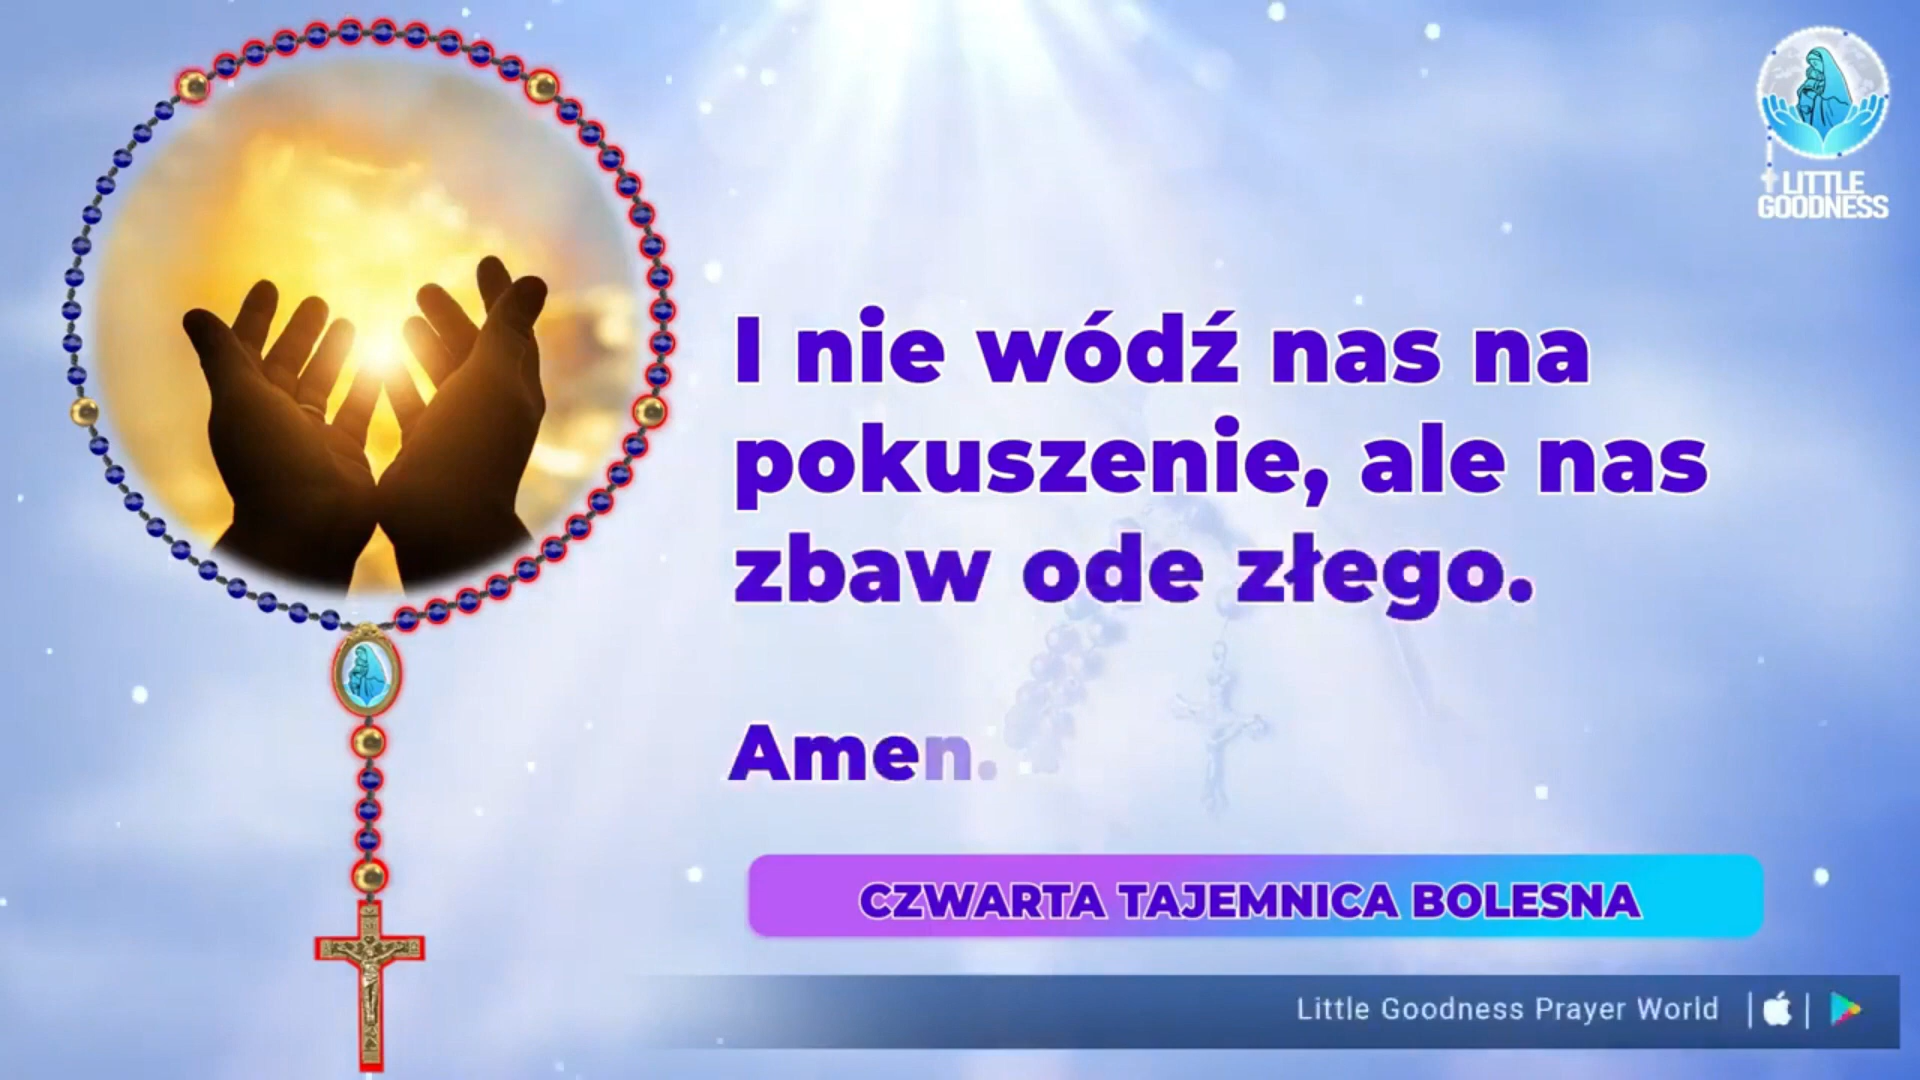 LITTLE
GOODNESS
I nie wódź nas na
pokuszenie, ale nas
zbaw ode złego.
Amen.
CZWARTA TAJEMNICA BOLESNA
Little Goodness Prayer World